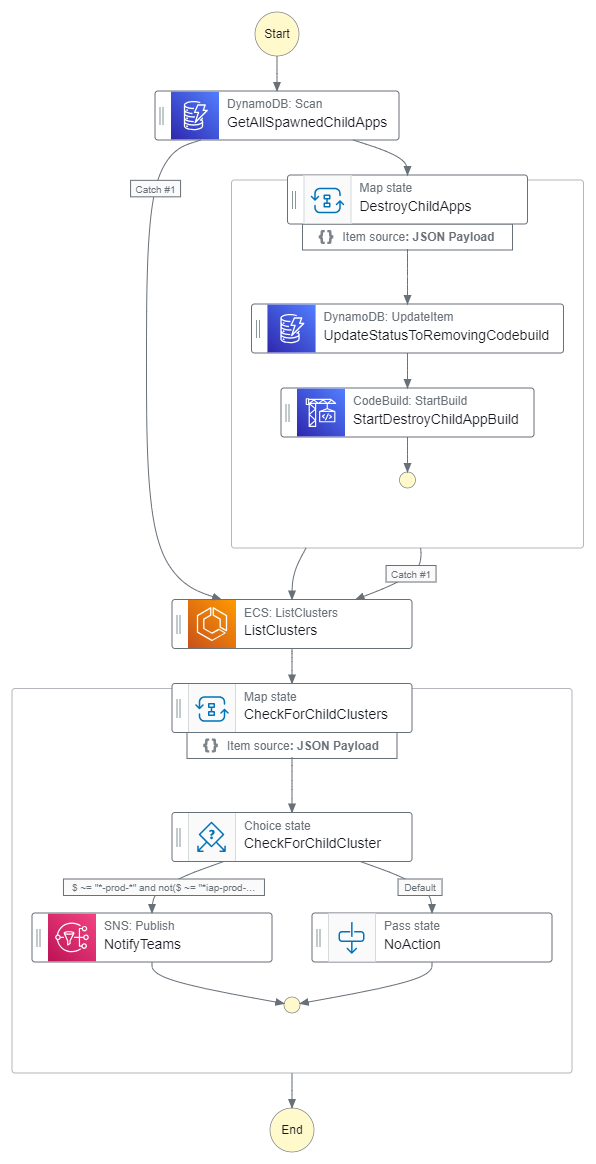 Start
DynamoDB: Scan
GetAllSpawnedChildApps
Catch #1
Map state
DestroyChildApps
{} Item source: JSON Payload
DynamoDB: UpdateItem
UpdateStatusToRemovingCodebuild
CodeBuild: StartBuild
StartDestroyChildAppBuild
Catch #1
ECS: ListClusters
ListClusters
Map state
CheckForChildClusters
{} Item source: JSON Payload
Choice state
CheckForChildCluster
$ ~= "*-prod-*" and not($ ~= "*iap-prod-...
Default
SNS: Publish
NotifyTeams
Pass state
NoAction
End